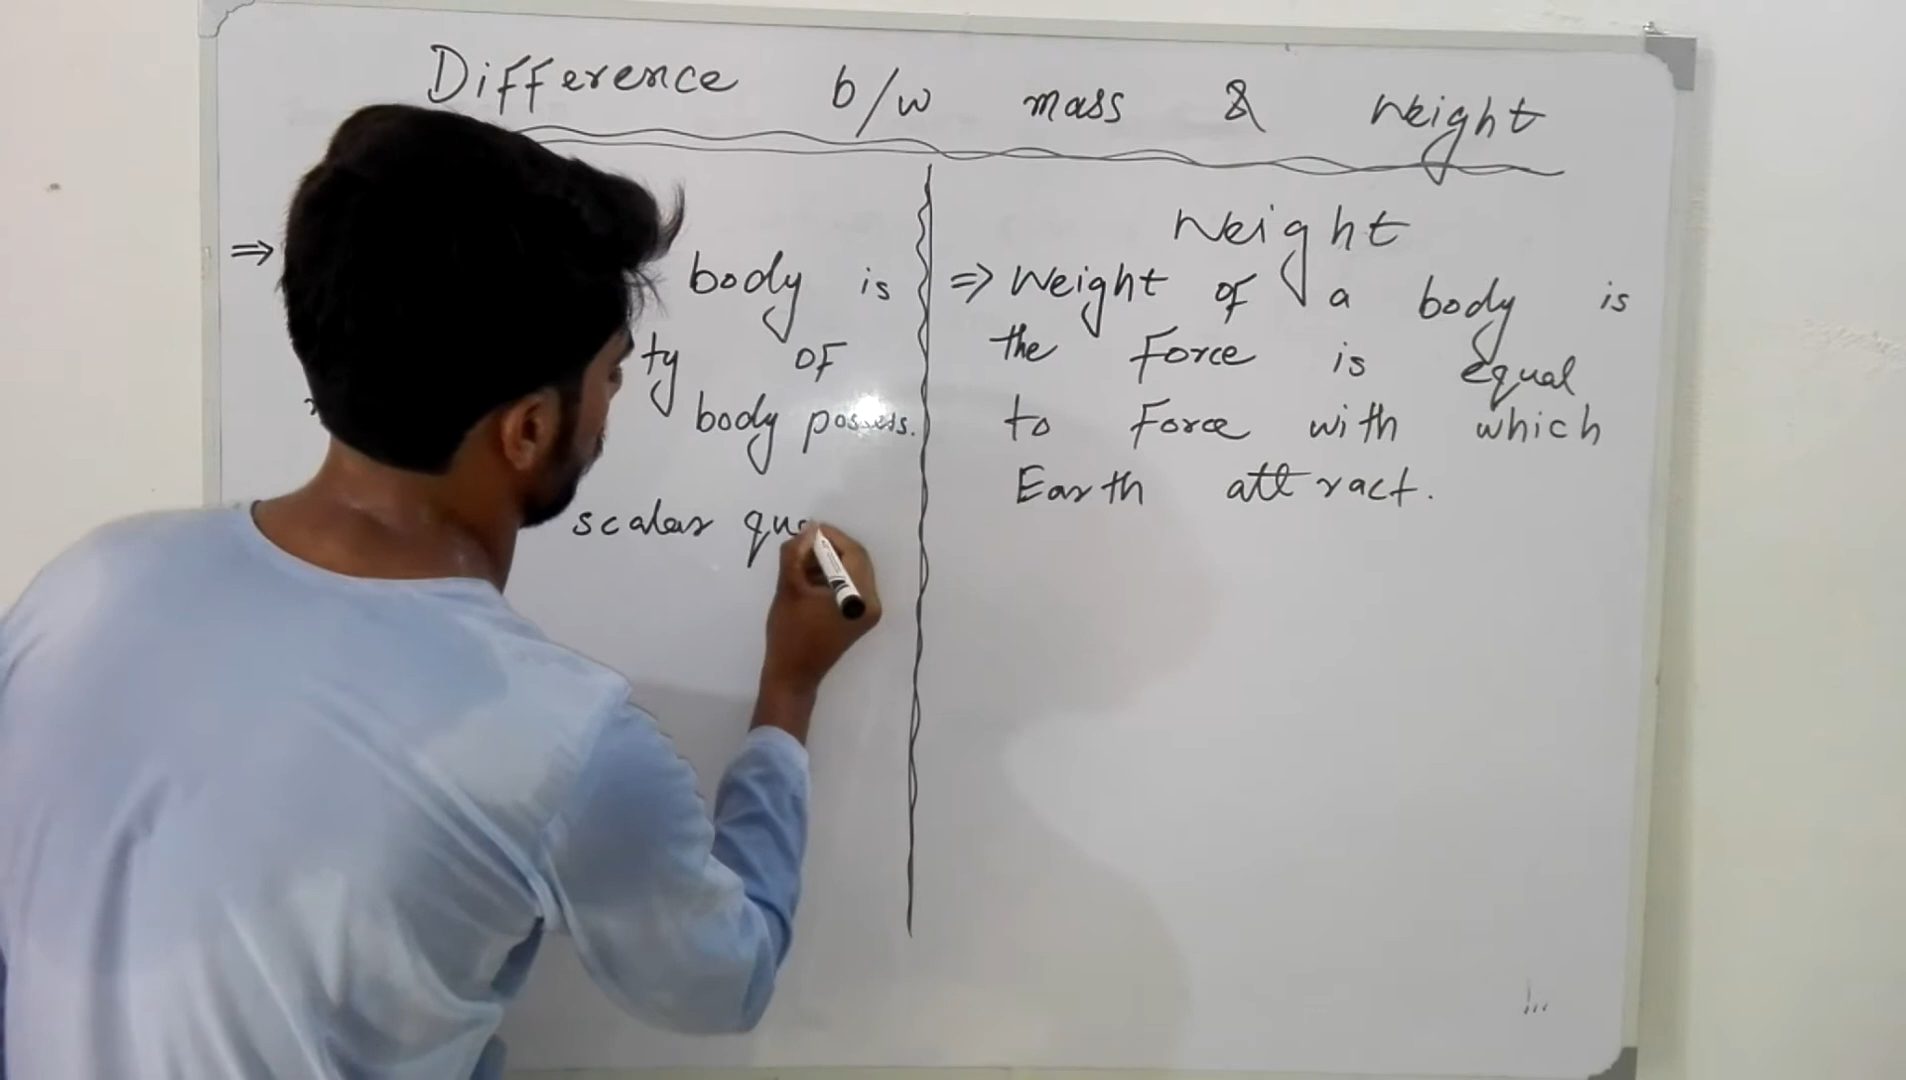 Difference b/w mass & Weight
⇒ body is
ty of
body possess.
scalar qu
Weight
⇒ Weight of a body is
the Force is equal
to Force with which
Earth attract.